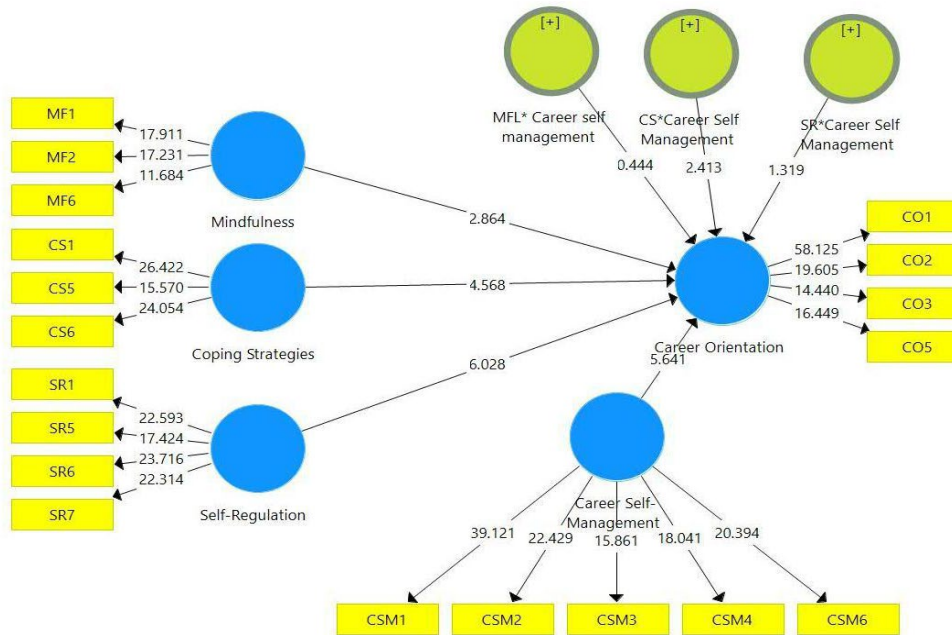 [+]
[+]
[+]
MFL* Career self
management
CS*Career Self
Management
SR*Career Self
Management
0.444
2.413
1.319
MF1
MF2
MF6
17.911
17.231
11.684
Mindfulness
2.864
CS1
CS5
CS6
26.422
15.570
24.054
Coping Strategies
4.568
SR1
SR5
SR6
SR7
22.593
17.424
23.716
22.314
Self-Regulation
6.028
Career Orientation
5.641
58.125
19.605
14.440
16.449
CO1
CO2
CO3
CO5
Career Self-
Management
39.121
22.429
15.861
18.041
20.394
CSM1
CSM2
CSM3
CSM4
CSM6